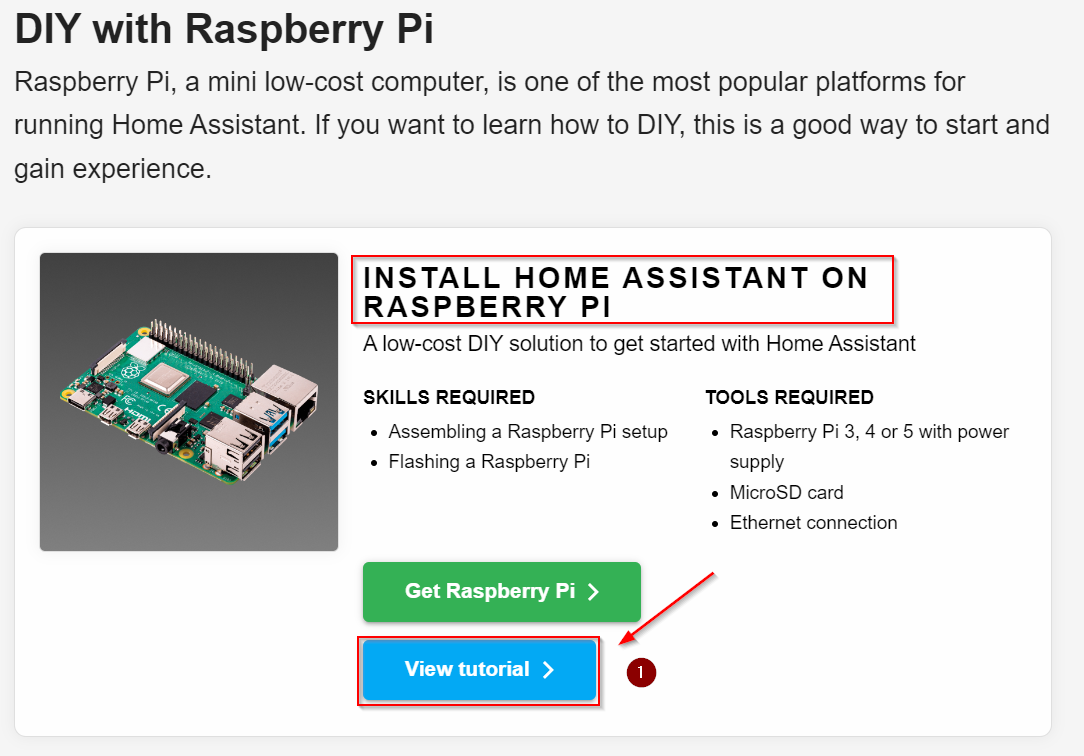 DIY with Raspberry Pi
Raspberry Pi, a mini low-cost computer, is one of the most popular platforms for
running Home Assistant. If you want to learn how to DIY, this is a good way to start and
gain experience.
INSTALL HOME ASSISTANT ON
RASPBERRY PI
A low-cost DIY solution to get started with Home Assistant
SKILLS REQUIRED
Assembling a Raspberry Pi setup
Flashing a Raspberry Pi
TOOLS REQUIRED
Raspberry Pi 3, 4 or 5 with power
supply
MicroSD card
Ethernet connection
HDMI
Get Raspberry Pi
View tutorial
1